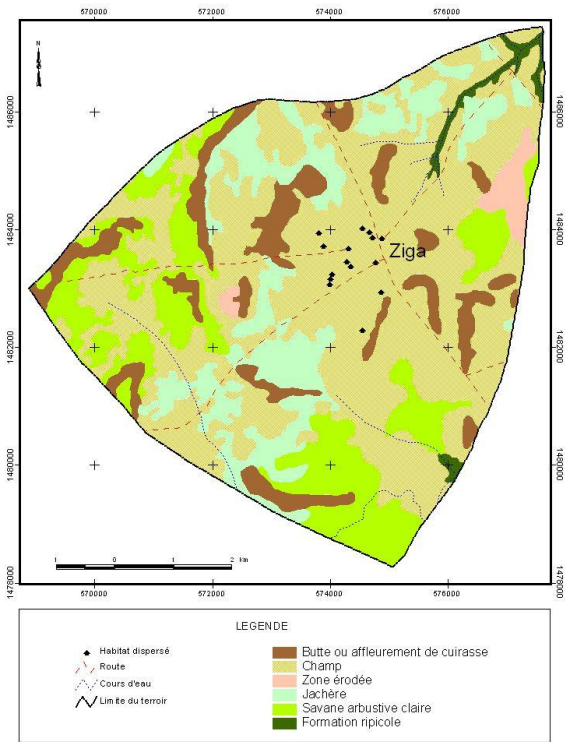 570000 572000 574000 576000
N
1486000 1486000
1484000 1484000
Ziga
1482000 1482000
1480000 1480000
1 0 1 2 km
1478000 1478000
570000 572000 574000 576000
LEGENDE
Habitat dispersé
Route
Cours d'eau
Limite du terroir
Butte ou affleurement de cuirasse
Champ
Zone érodée
Jachère
Savane arbustive claire
Formation ripicole